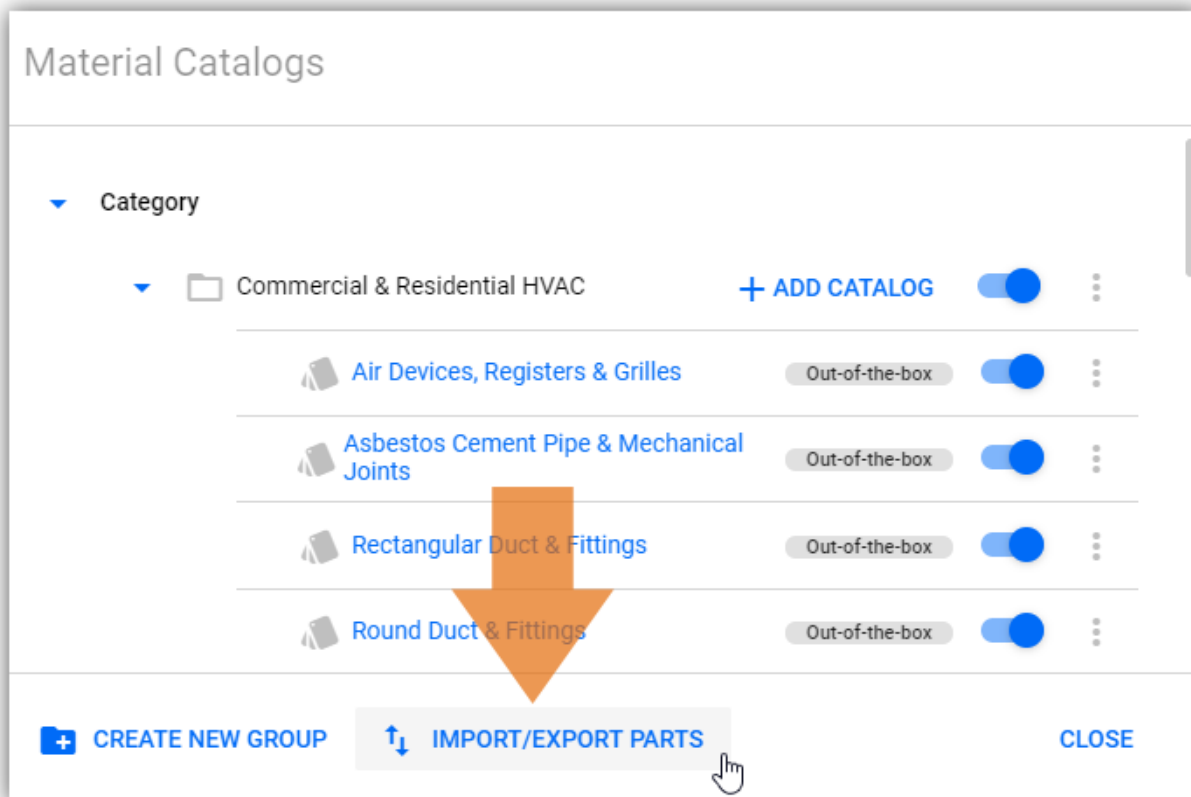 Material Catalogs
Category
Commercial & Residential HVAC + ADD CATALOG
Air Devices, Registers & Grilles Out-of-the-box
Asbestos Cement Pipe & Mechanical
Joints Out-of-the-box
Rectangular Duct & Fittings Out-of-the-box
Round Duct & Fittings Out-of-the-box
CREATE NEW GROUP IMPORT/EXPORT PARTS CLOSE